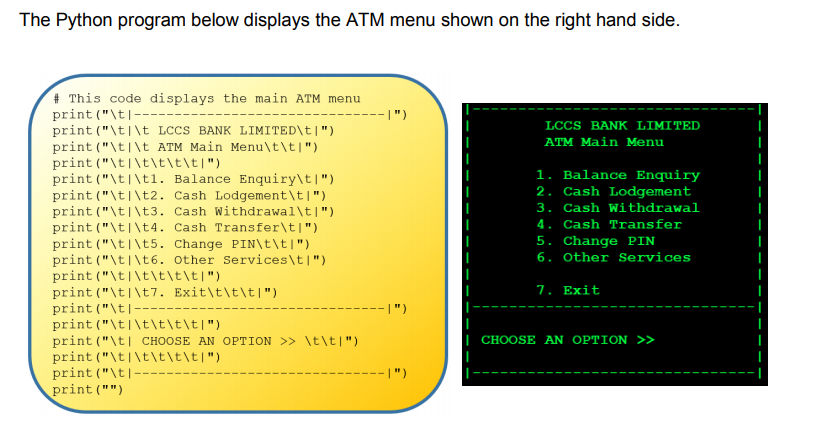 The Python program below displays the ATM menu shown on the right hand side.
# This code displays the main ATM menu
print("\t|-------------------------------|")
print("\t|\t LCCS BANK LIMITED\t|")
print("\t|\t ATM Main Menu\t\t|")
print("\t|\t\t\t\t|")
print("\t|\t1. Balance Enquiry\t|")
print("\t|\t2. Cash Lodgement\t|")
print("\t|\t3. Cash Withdrawal\t|")
print("\t|\t4. Cash Transfer\t|")
print("\t|\t5. Change PIN\t\t|")
print("\t|\t6. Other Services\t|")
print("\t|\t\t\t\t|")
print("\t|\t7. Exit\t\t\t|")
print("\t|-------------------------------|")
print("\t|\t\t\t\t|")
print("\t| CHOOSE AN OPTION >> \t\t|")
print("\t|\t\t\t\t|")
print("\t|-------------------------------|")
print("")
|-------------------------------|
| LCCS BANK LIMITED |
| ATM Main Menu |
| |
| 1. Balance Enquiry |
| 2. Cash Lodgement |
| 3. Cash Withdrawal |
| 4. Cash Transfer |
| 5. Change PIN |
| 6. Other Services |
| |
| 7. Exit |
|-------------------------------|
| |
| CHOOSE AN OPTION >> |
| |
|-------------------------------|